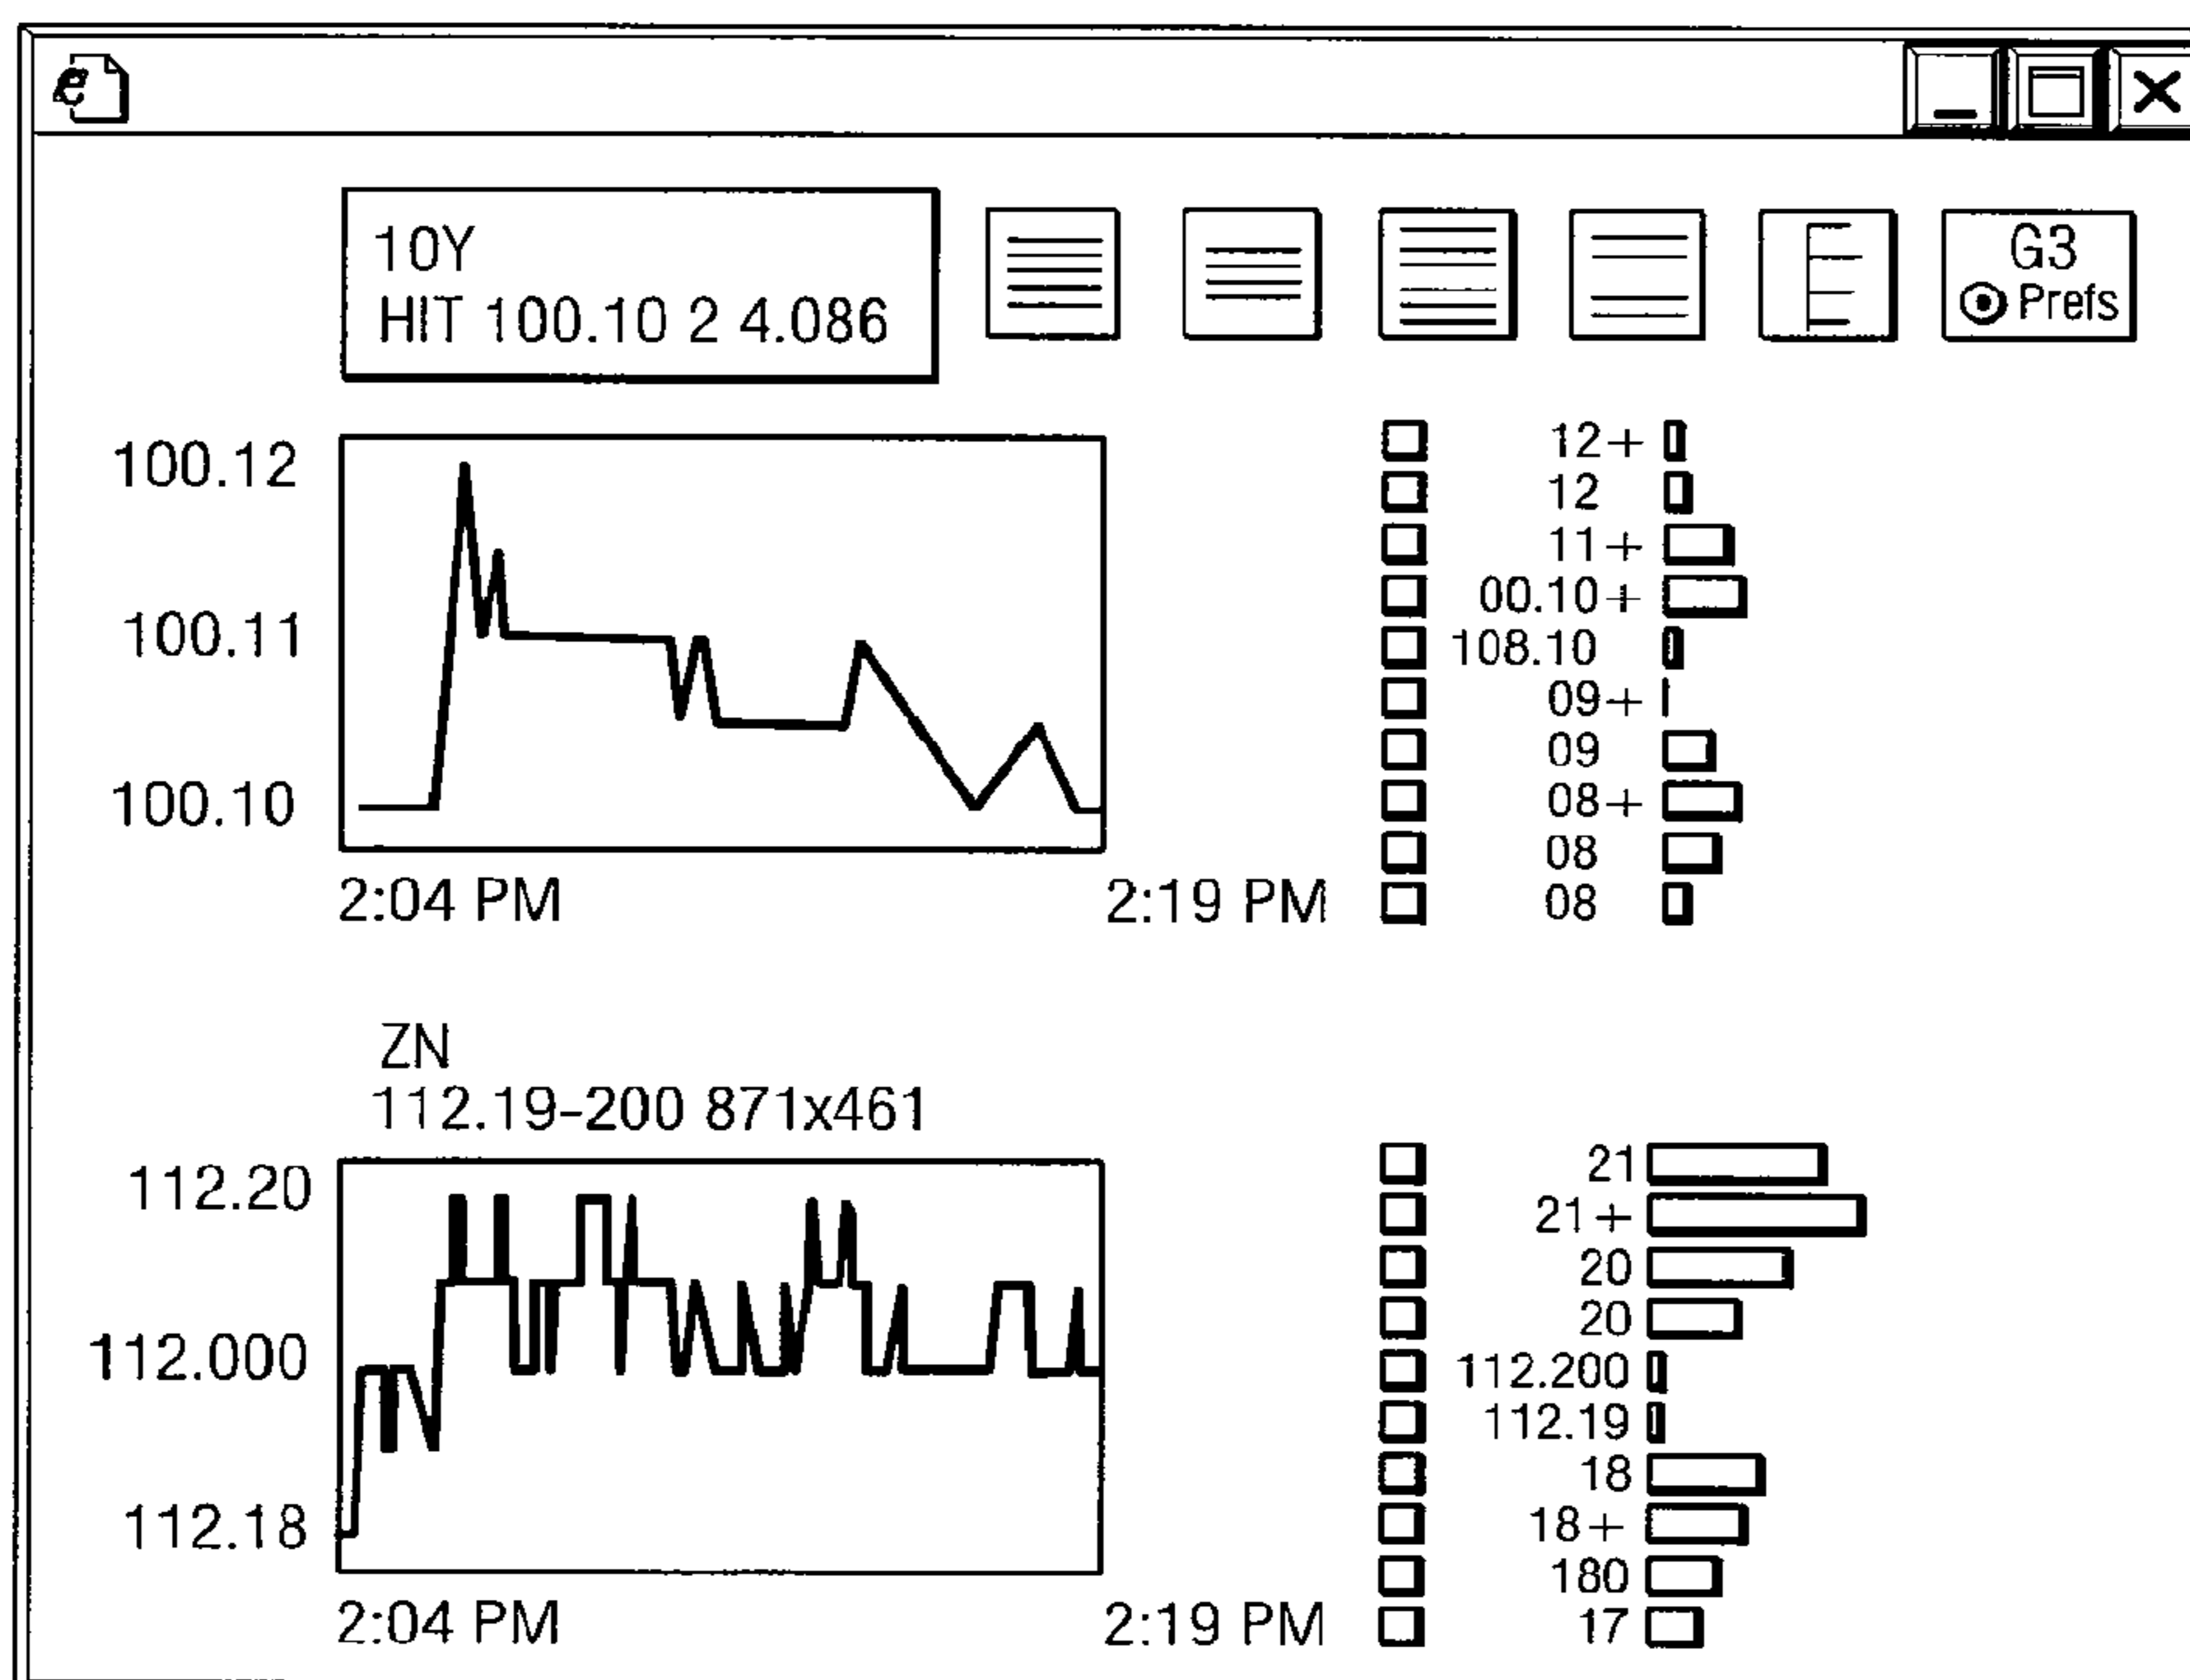 10Y
HIT 100.10 2 4.086
G3
Prefs
100.12
100.11
100.10
2:04 PM
2:19 PM
12+
12
11+
00.10+
108.10
09+
09
08+
08
08
ZN
112.19-200 871x461
112.20
112.000
112.18
2:04 PM
2:19 PM
21
21+
20
20
112.200
112.19
18
18+
180
17